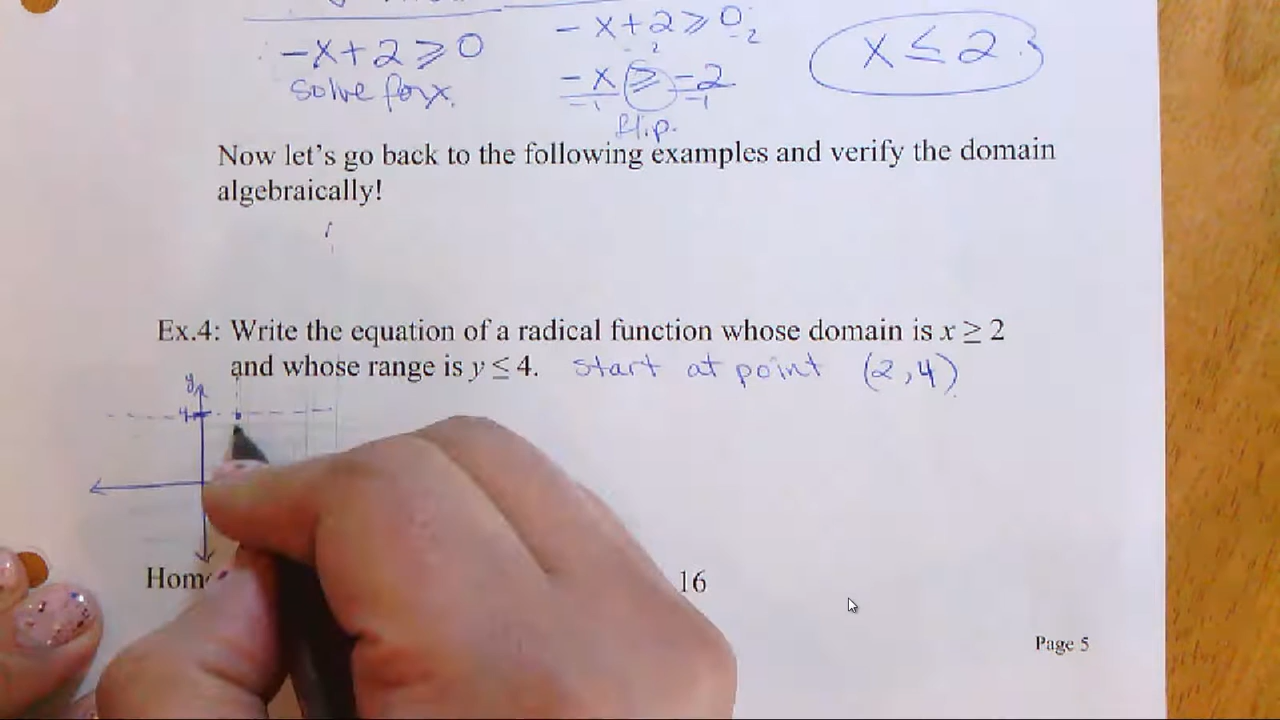 -x+2≥0 -x+2≥0
-2 -2
x≤2
solve for x. -x≥-2
-1 -1
flip.
Now let's go back to the following examples and verify the domain
algebraically!
Ex.4: Write the equation of a radical function whose domain is x ≥ 2
and whose range is y ≤ 4. start at point (2,4)
y
4
Hom
16
Page 5